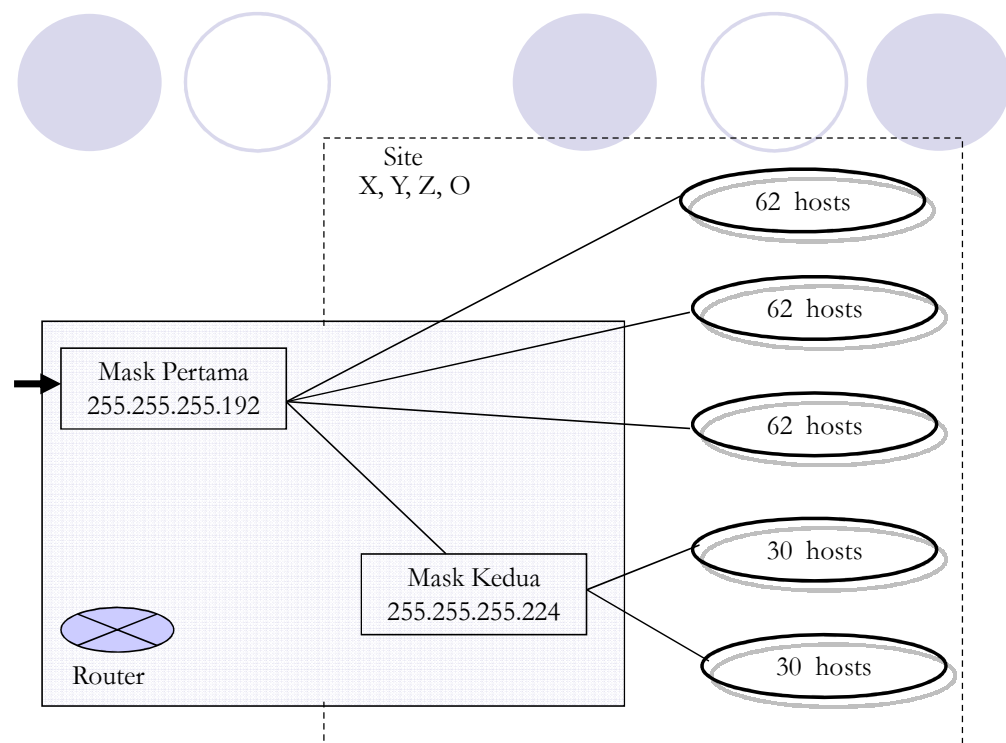 Site
X, Y, Z, O
62 hosts
62 hosts
Mask Pertama
255.255.255.192
62 hosts
30 hosts
Mask Kedua
255.255.255.224
30 hosts
Router